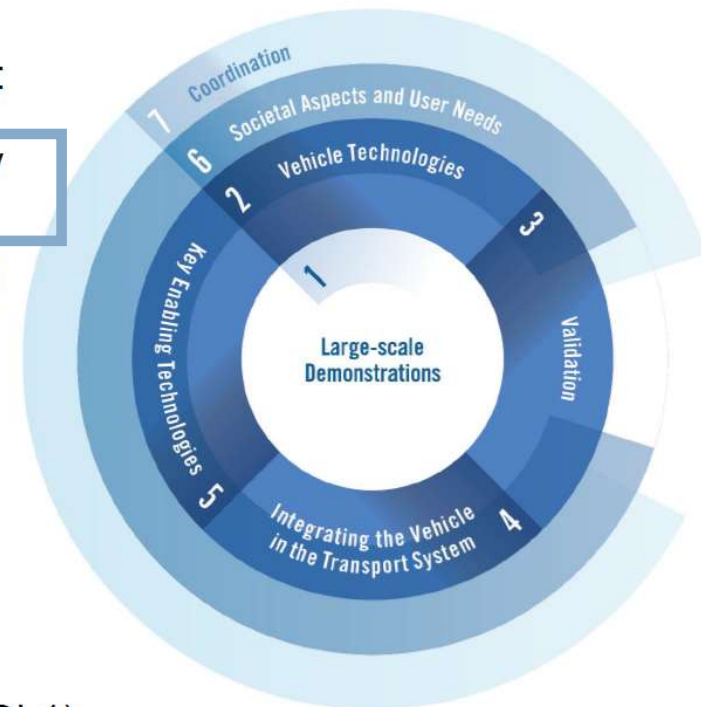 7 Coordination
6 Societal Aspects and User Needs
2 Vehicle Technologies
3
Validation
1
Large-scale
Demonstrations
Key Enabling Technologies
5
Integrating the Vehicle
in the Transport System
4